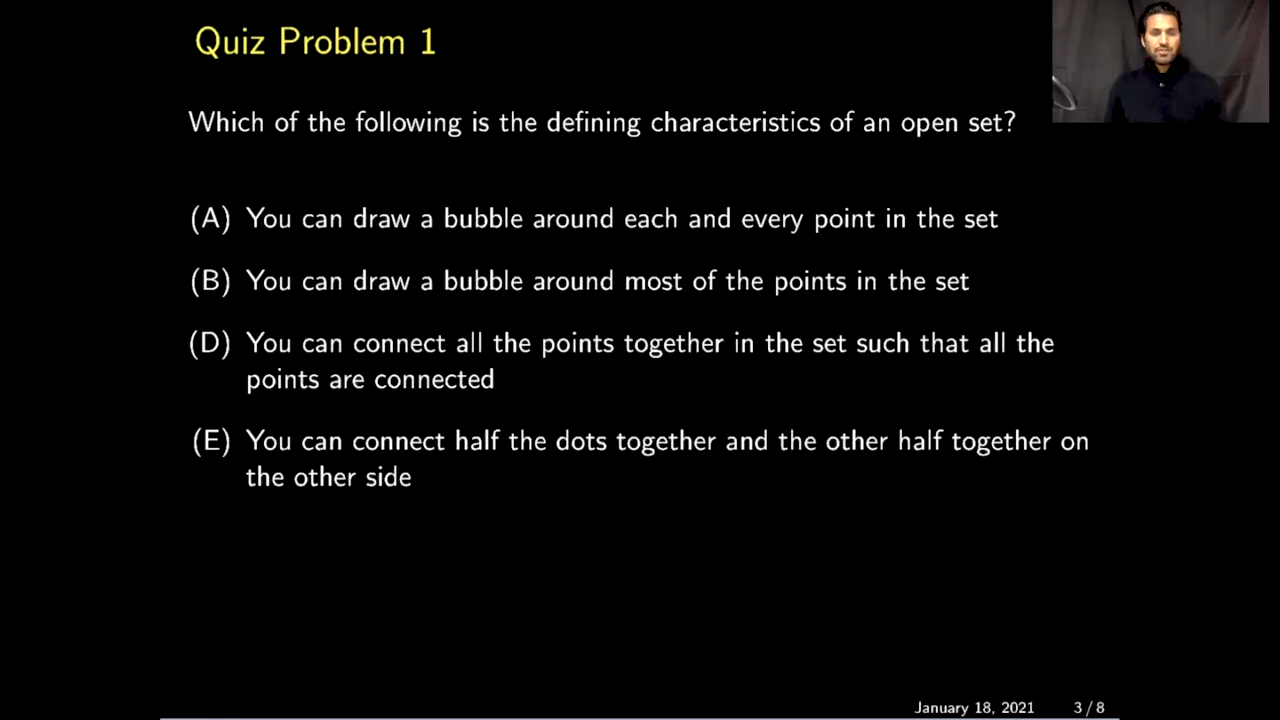 Quiz Problem 1
Which of the following is the defining characteristics of an open set?
(A) You can draw a bubble around each and every point in the set
(B) You can draw a bubble around most of the points in the set
(D) You can connect all the points together in the set such that all the
points are connected
(E) You can connect half the dots together and the other half together on
the other side
January 18, 2021 3 / 8